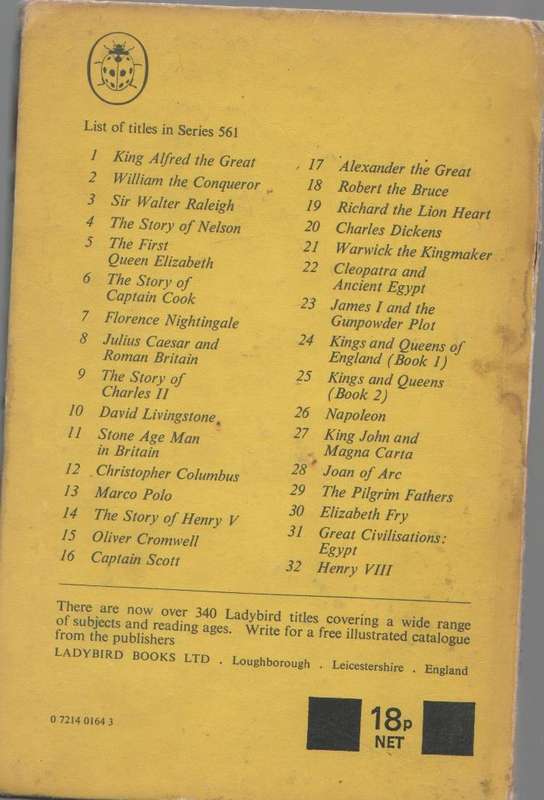 List of titles in Series 561
1 King Alfred the Great
2 William the Conqueror
3 Sir Walter Raleigh
4 The Story of Nelson
5 The First
Queen Elizabeth
6 The Story of
Captain Cook
7 Florence Nightingale
8 Julius Caesar and
Roman Britain
9 The Story of
Charles II
10 David Livingstone
11 Stone Age Man
in Britain
12 Christopher Columbus
13 Marco Polo
14 The Story of Henry V
15 Oliver Cromwell
16 Captain Scott
17 Alexander the Great
18 Robert the Bruce
19 Richard the Lion Heart
20 Charles Dickens
21 Warwick the Kingmaker
22 Cleopatra and
Ancient Egypt
23 James I and the
Gunpowder Plot
24 Kings and Queens of
England (Book 1)
25 Kings and Queens
(Book 2)
26 Napoleon
27 King John and
Magna Carta
28 Joan of Arc
29 The Pilgrim Fathers
30 Elizabeth Fry
31 Great Civilisations:
Egypt
32 Henry VIII
There are now over 340 Ladybird titles covering a wide range
of subjects and reading ages. Write for a free illustrated catalogue
from the publishers
LADYBIRD BOOKS LTD . Loughborough . Leicestershire . England
0 7214 0164 3
18p
NET